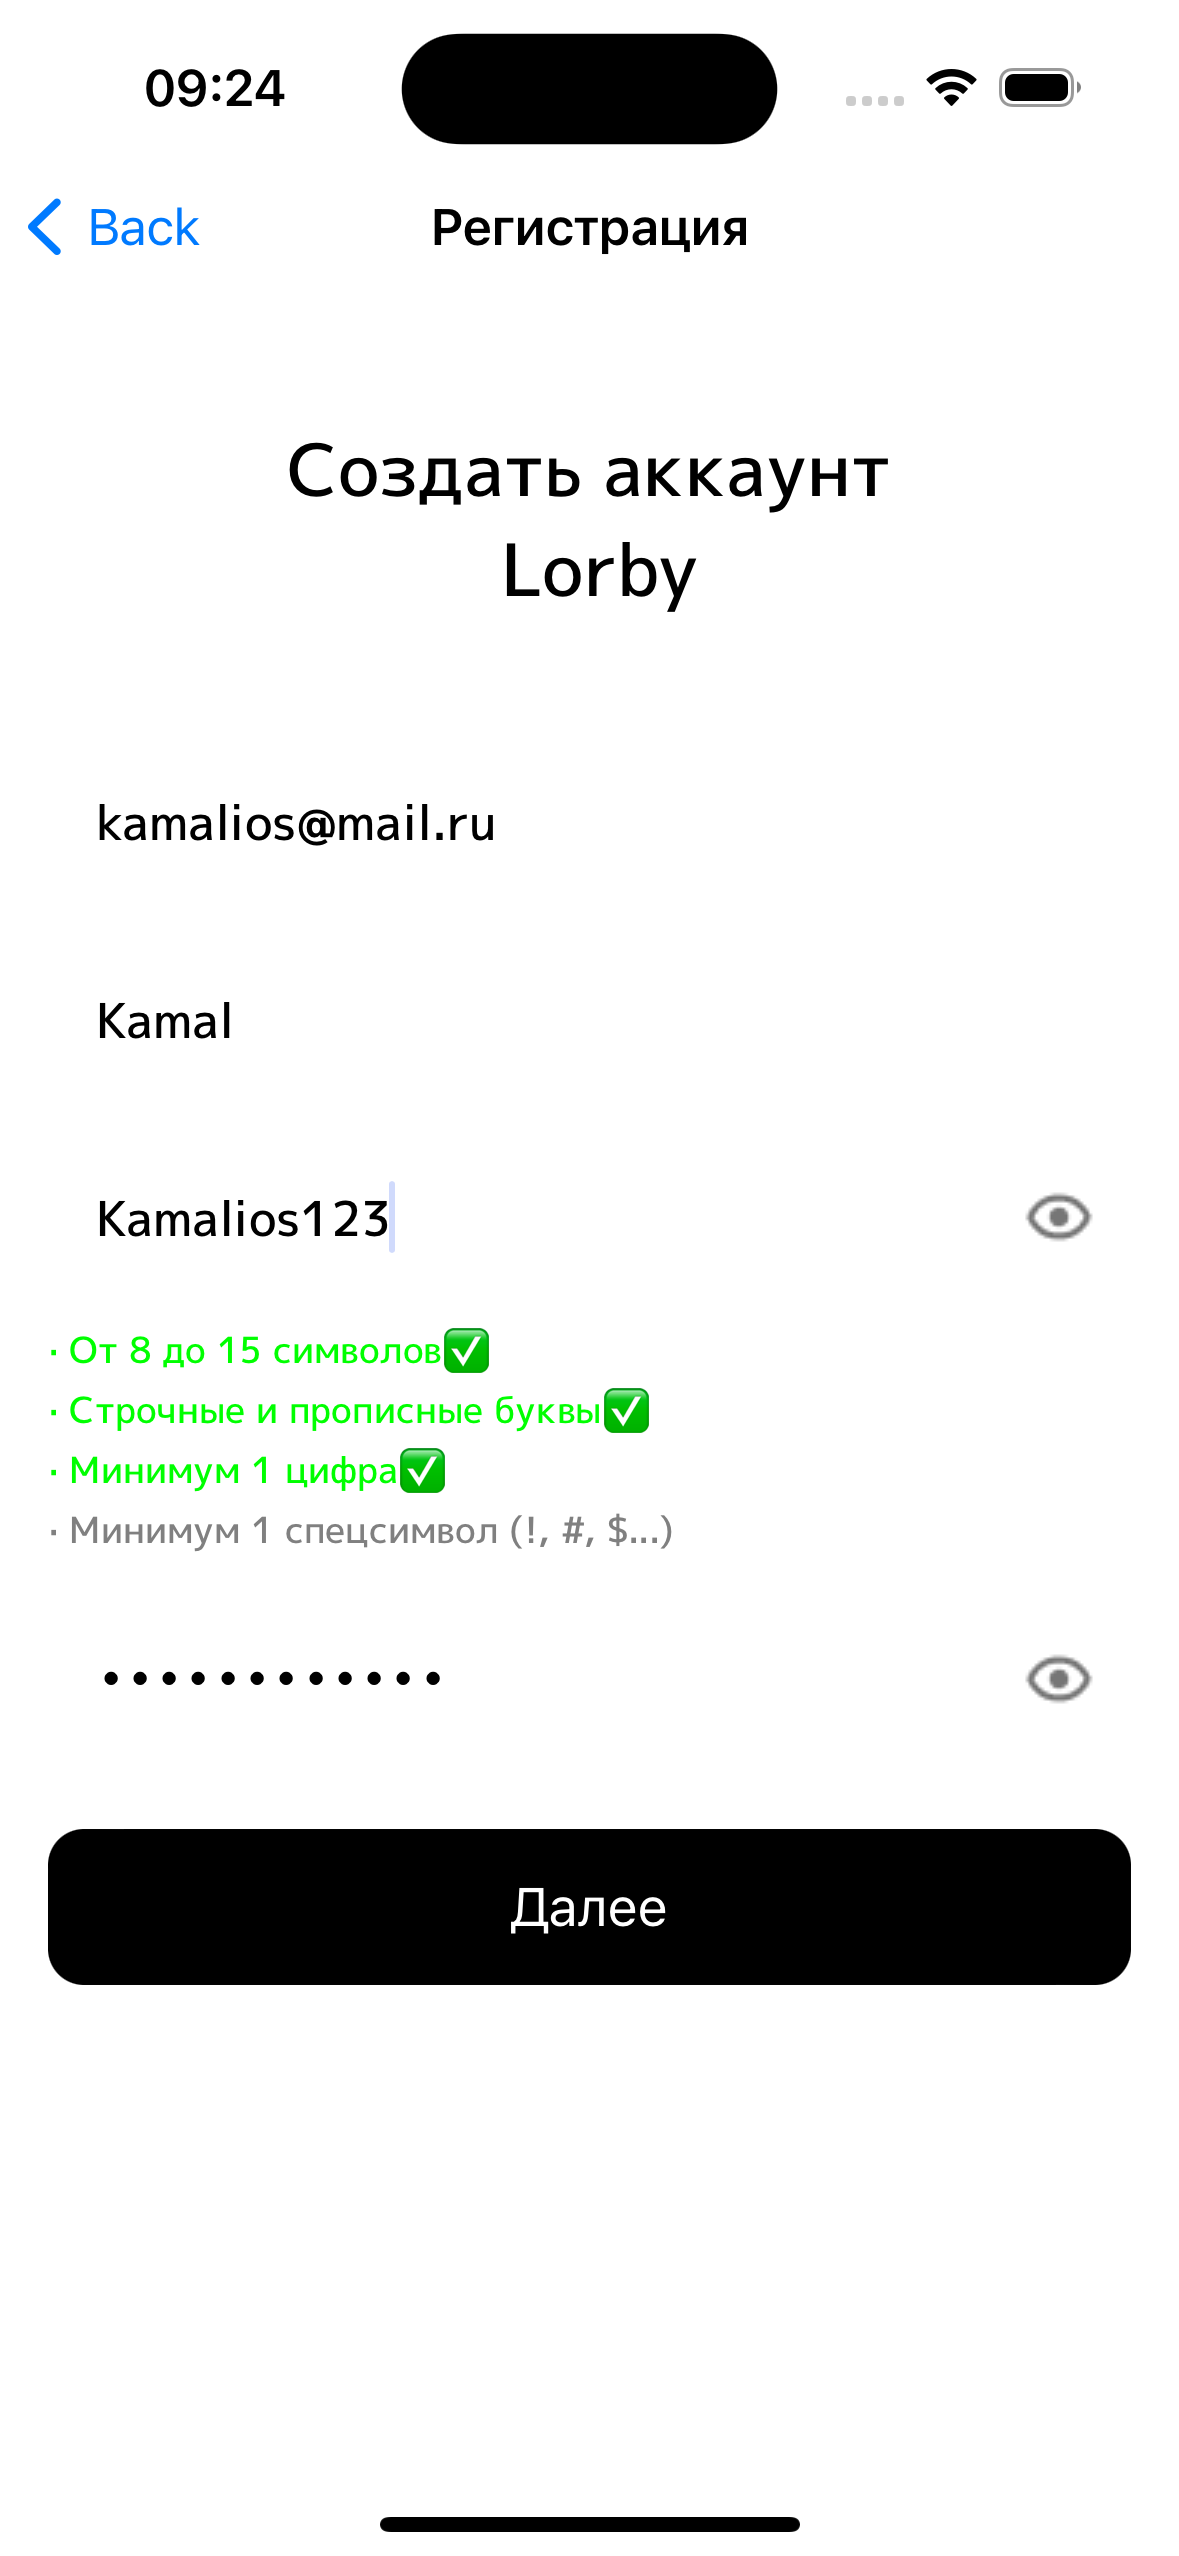 09:24
Back
Регистрация
Создать аккаунт
Lorby
kamalios@mail.ru
Kamal
Kamalios123
· От 8 до 15 символов✅
· Строчные и прописные буквы✅
· Минимум 1 цифра✅
· Минимум 1 спецсимвол (!, #, $...)
••••••••••••
Далее